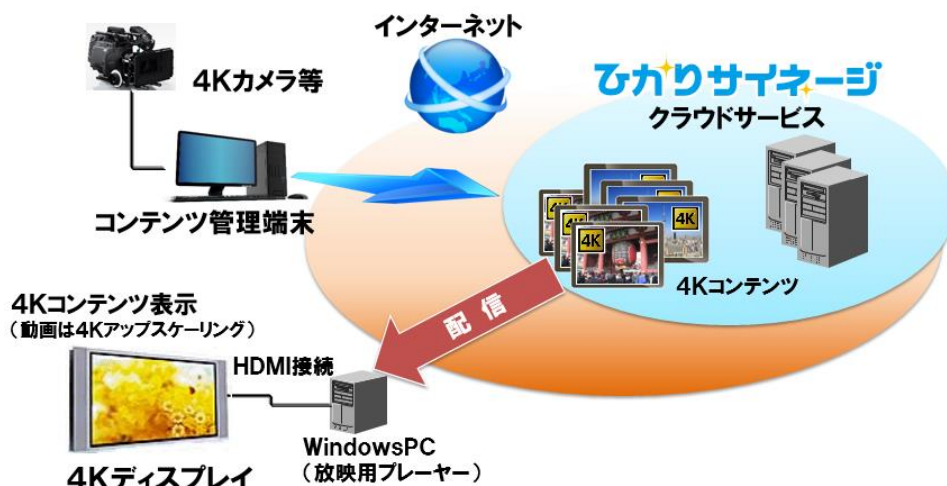 インターネット
4Kカメラ等
ひかりサイネージ
クラウドサービス
コンテンツ管理端末
4K
4K
4K
4K
4K
4K
4Kコンテンツ
配信
4Kコンテンツ表示
(動画は4Kアップスケーリング)
HDMI接続
WindowsPC
(放映用プレーヤー)
4Kディスプレイ